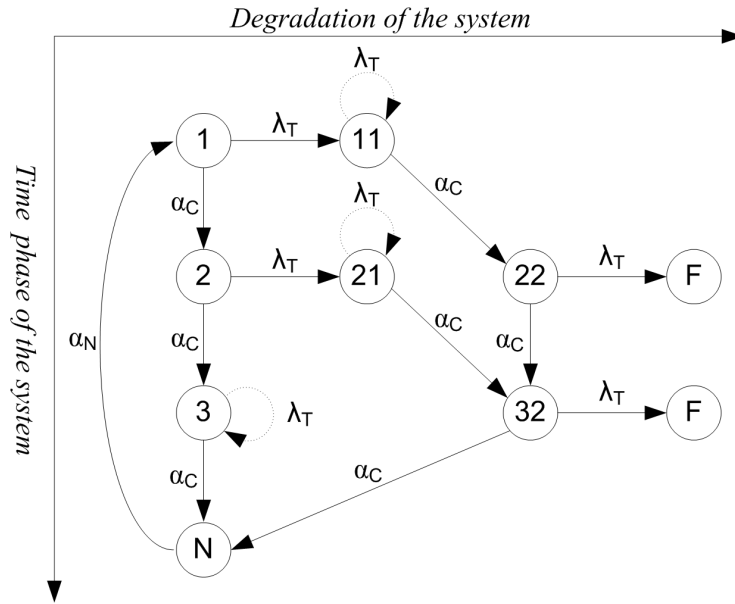 Degradation of the system
Time phase of the system
λT
1
λT
11
αC
αC
λT
2
λT
21
22
λT
F
αN
αC
αC
αC
3
λT
32
λT
F
αC
αC
N